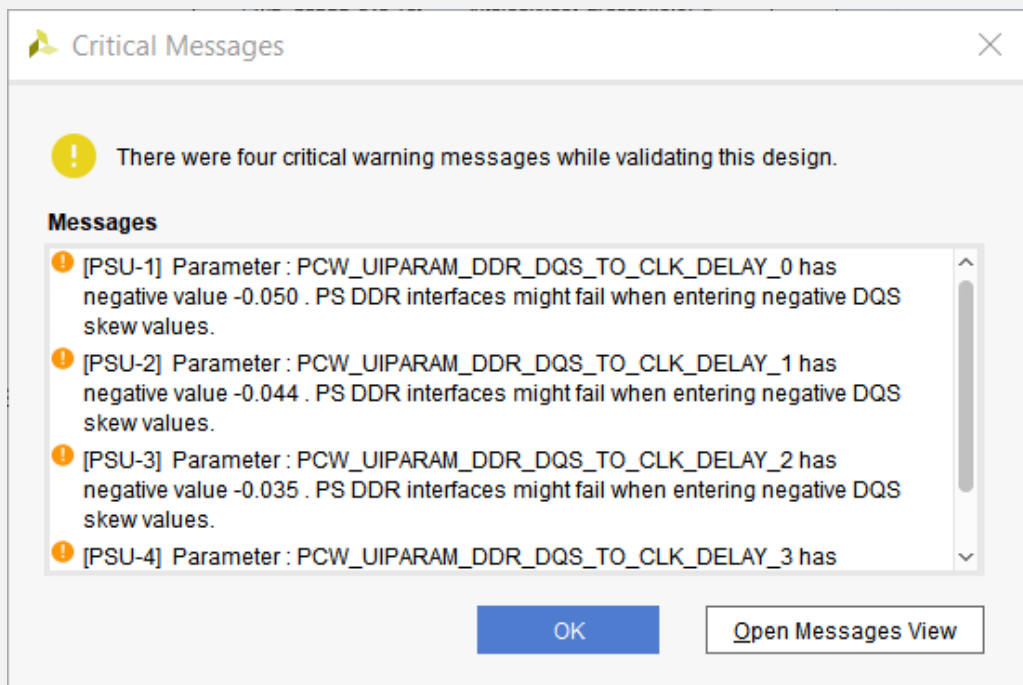 Critical Messages
There were four critical warning messages while validating this design.
Messages
[PSU-1] Parameter : PCW_UIPARAM_DDR_DQS_TO_CLK_DELAY_0 has
negative value -0.050 . PS DDR interfaces might fail when entering negative DQS
skew values.
[PSU-2] Parameter : PCW_UIPARAM_DDR_DQS_TO_CLK_DELAY_1 has
negative value -0.044 . PS DDR interfaces might fail when entering negative DQS
skew values.
[PSU-3] Parameter : PCW_UIPARAM_DDR_DQS_TO_CLK_DELAY_2 has
negative value -0.035 . PS DDR interfaces might fail when entering negative DQS
skew values.
[PSU-4] Parameter : PCW_UIPARAM_DDR_DQS_TO_CLK_DELAY_3 has
OK
Open Messages View